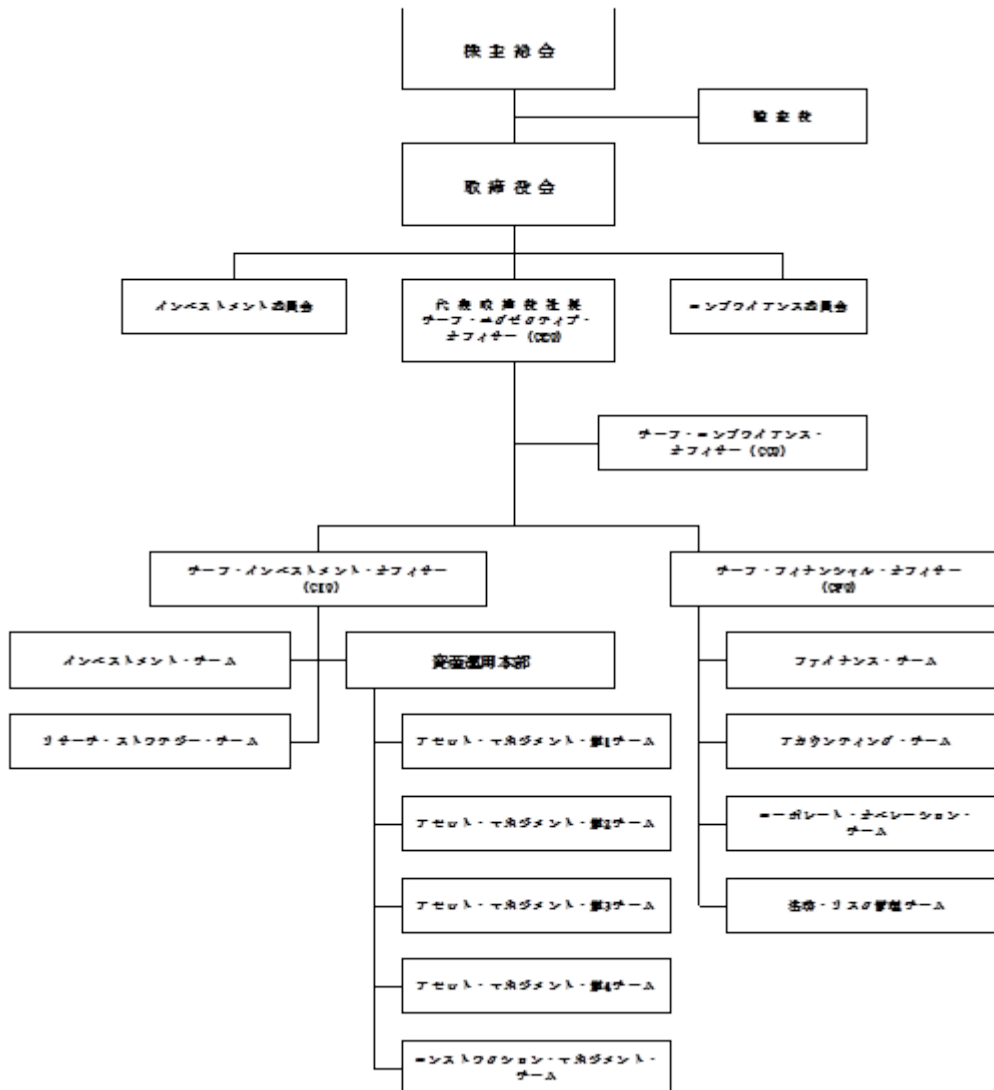 株主総会
監査役
取締役会
インベストメント委員会
代表取締役社長
チーフ・エグゼクティブ・
オフィサー (CEO)
コンプライアンス委員会
チーフ・コンプライアンス・
オフィサー (CCO)
チーフ・インベストメント・オフィサー
(CIO)
チーフ・フィナンシャル・オフィサー
(CFO)
インベストメント・チーム
資産運用本部
ファイナンス・チーム
リサーチ・ストラテジー・チーム
アセット・マネジメント・第1チーム
アカウンティング・チーム
アセット・マネジメント・第2チーム
コーポレート・オペレーション・
チーム
アセット・マネジメント・第3チーム
法務・リスク管理チーム
アセット・マネジメント・第4チーム
コンストラクション・マネジメント・
チーム